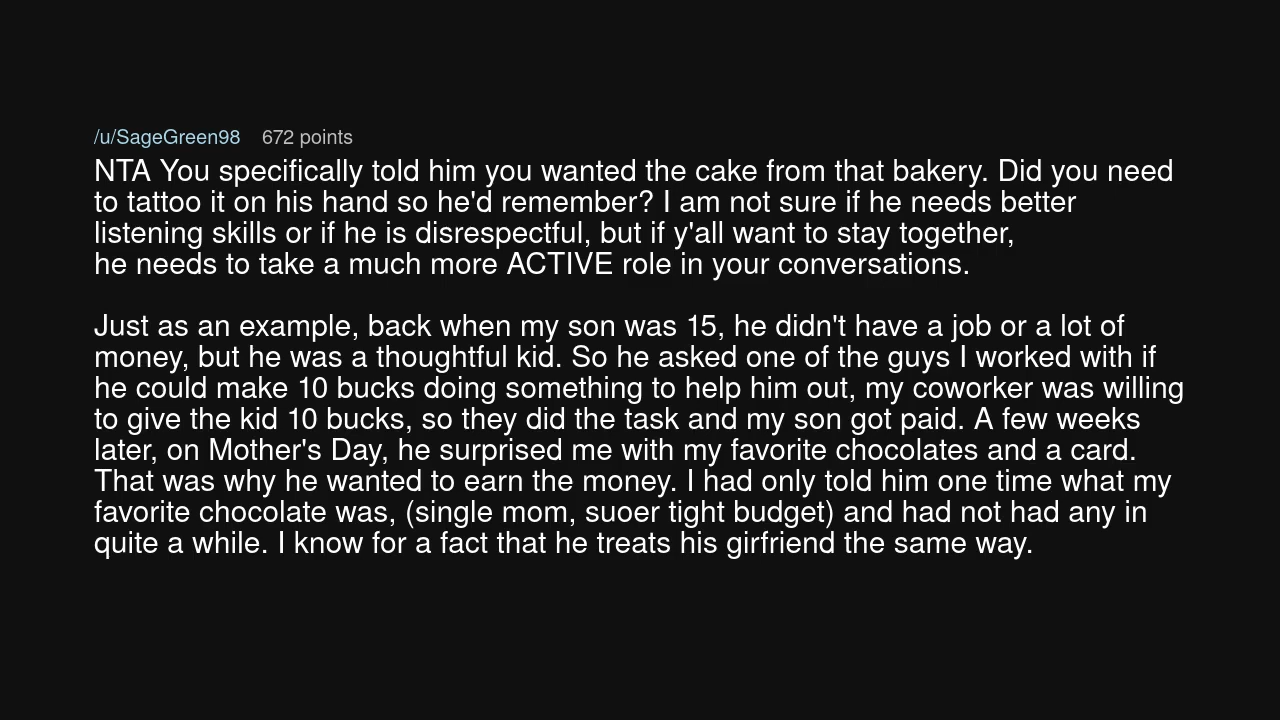 /u/SageGreen98 672 points
NTA You specifically told him you wanted the cake from that bakery. Did you need
to tattoo it on his hand so he'd remember? I am not sure if he needs better
listening skills or if he is disrespectful, but if y'all want to stay together,
he needs to take a much more ACTIVE role in your conversations.
Just as an example, back when my son was 15, he didn't have a job or a lot of
money, but he was a thoughtful kid. So he asked one of the guys I worked with if
he could make 10 bucks doing something to help him out, my coworker was willing
to give the kid 10 bucks, so they did the task and my son got paid. A few weeks
later, on Mother's Day, he surprised me with my favorite chocolates and a card.
That was why he wanted to earn the money. I had only told him one time what my
favorite chocolate was, (single mom, suoer tight budget) and had not had any in
quite a while. I know for a fact that he treats his girfriend the same way.